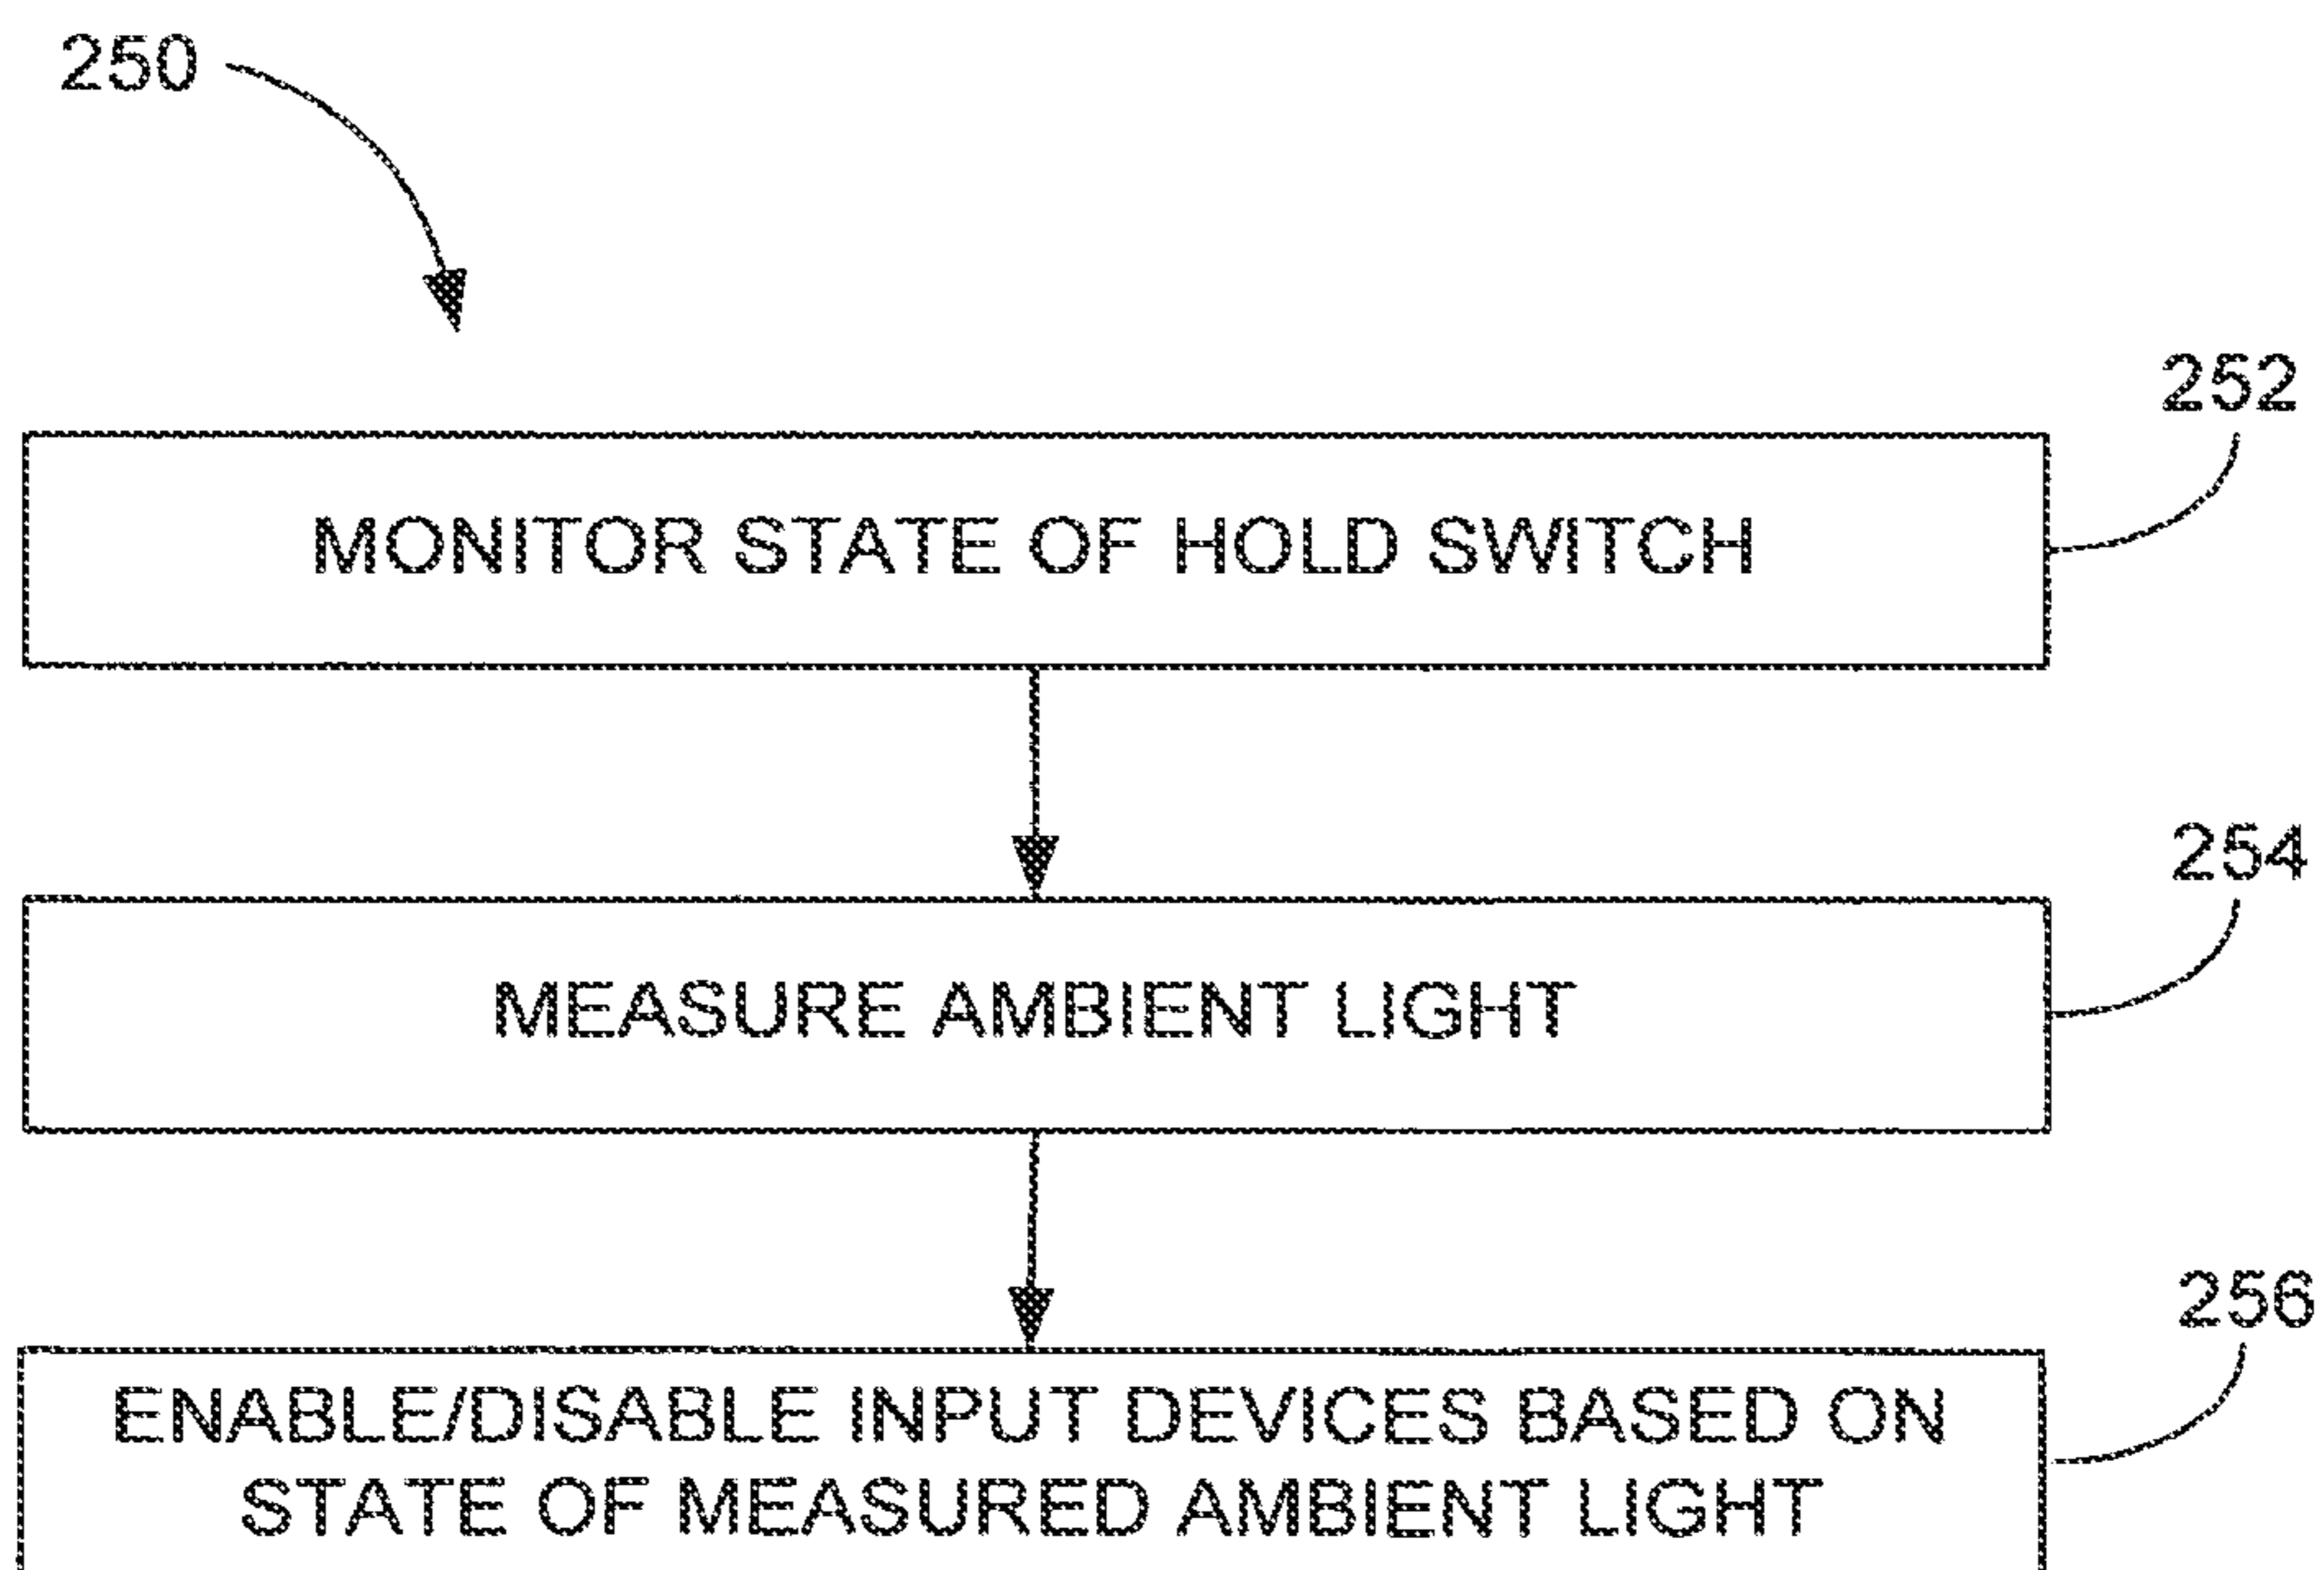 250
252
MONITOR STATE OF HOLD SWITCH
254
MEASURE AMBIENT LIGHT
256
ENABLE/DISABLE INPUT DEVICES BASED ON
STATE OF MEASURED AMBIENT LIGHT